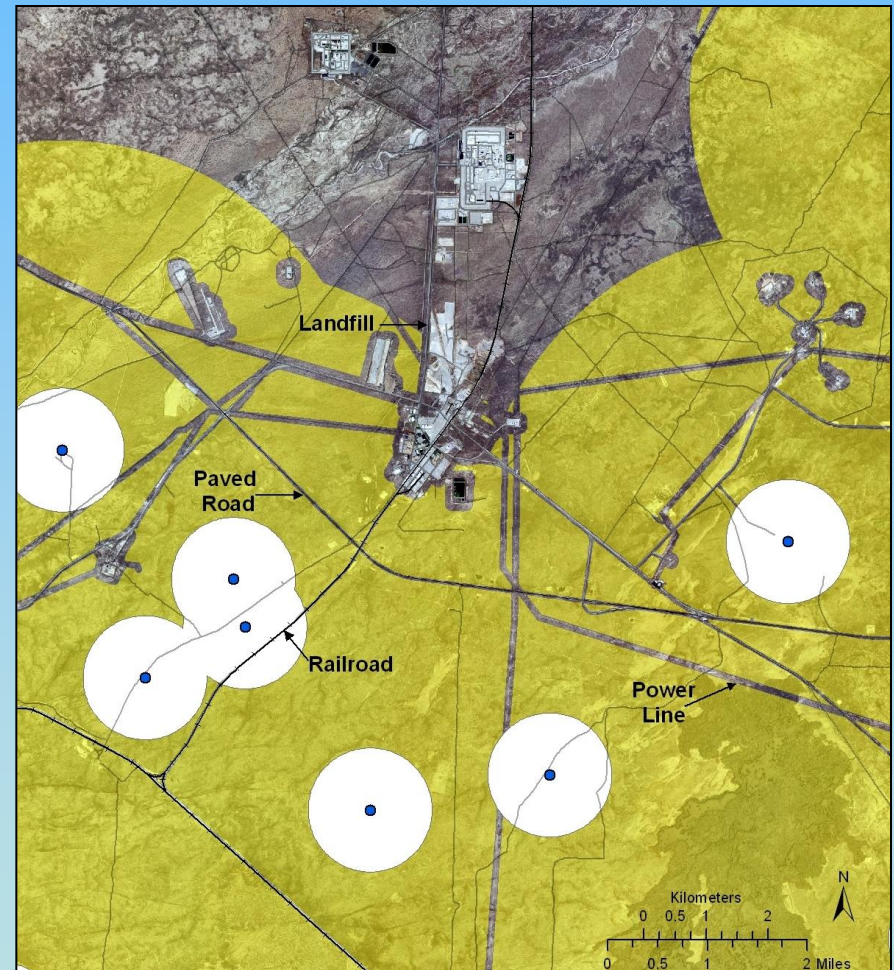 Landfill
Paved
Road
Railroad
Power
Line
N
Kilometers
0 0.5 1 2
0 0.5 1 2 Miles